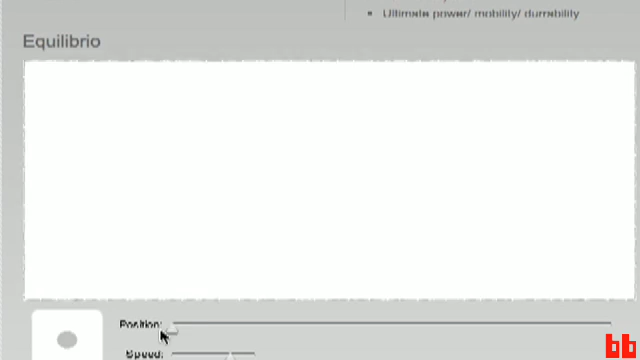 Ultimate power/ mobility/ durability
Equilibrio
Position:
Speed:
bb